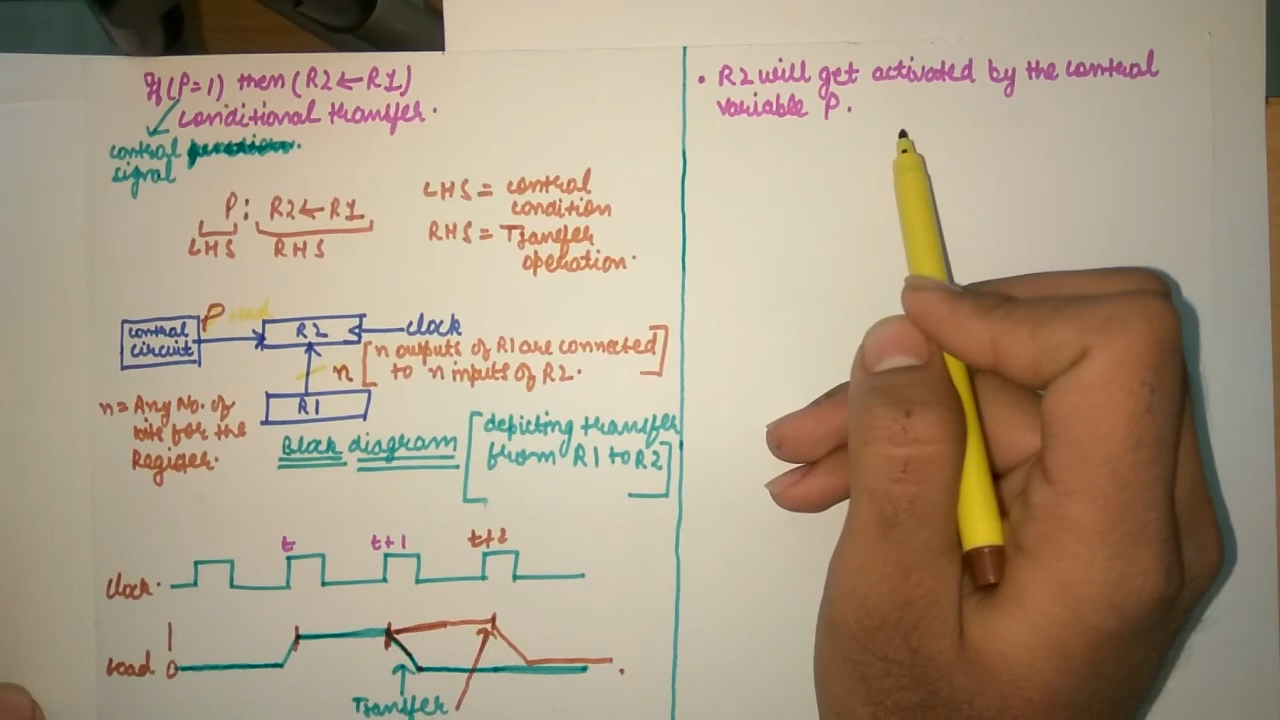 If (P=1) then (R2←R1)
conditional transfer.
control
signal
P: R2←R1
LHS RHS
LHS = control
condition
RHS = Transfer
operation.
control
circuit
P
R2
clock
n
[n outputs of R1 are connected
to n inputs of R2.]
R1
n = Any No. of
bits for the
Register.
Block diagram
[depicting transfer
from R1 to R2]
t t+1 t+2
clock.
1
Load 0
Transfer
• R2 will get activated by the control
variable P.